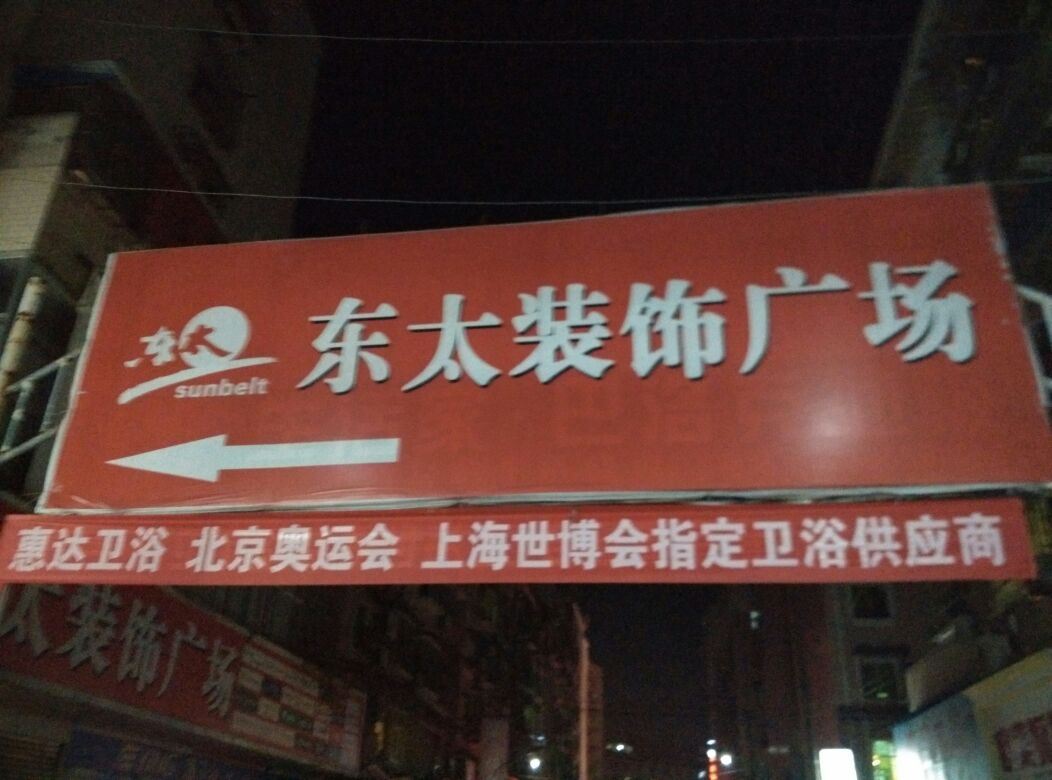 东太装饰广场
东太
sunbelt
惠达卫浴 北京奥运会 上海世博会指定卫浴供应商
太装饰广场